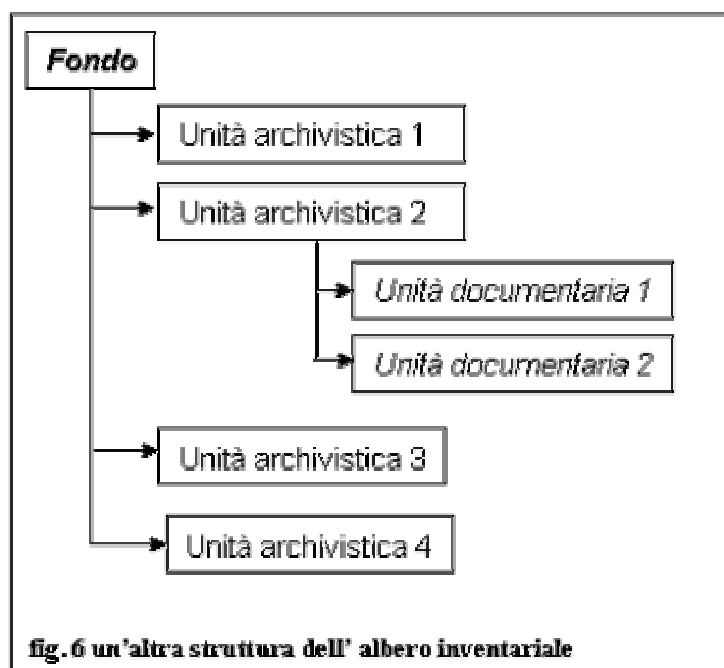 Fondo
Unità archivistica 1
Unità archivistica 2
Unità documentaria 1
Unità documentaria 2
Unità archivistica 3
Unità archivistica 4
fig. 6 un'altra struttura dell' albero inventariale